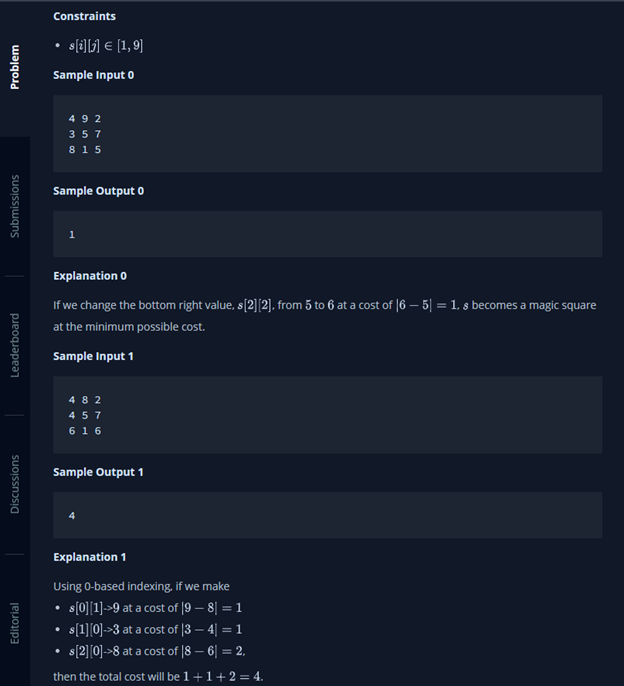 Problem
Submissions
Leaderboard
Discussions
Editorial
Constraints
• s[i][j] ∈ [1, 9]
Sample Input 0
4 9 2
3 5 7
8 1 5
Sample Output 0
1
Explanation 0
If we change the bottom right value, s[2][2], from 5 to 6 at a cost of |6 − 5| = 1, s becomes a magic square
at the minimum possible cost.
Sample Input 1
4 8 2
4 5 7
6 1 6
Sample Output 1
4
Explanation 1
Using 0-based indexing, if we make
• s[0][1]->9 at a cost of |9 − 8| = 1
• s[1][0]->3 at a cost of |3 − 4| = 1
• s[2][0]->8 at a cost of |8 − 6| = 2,
then the total cost will be 1 + 1 + 2 = 4.